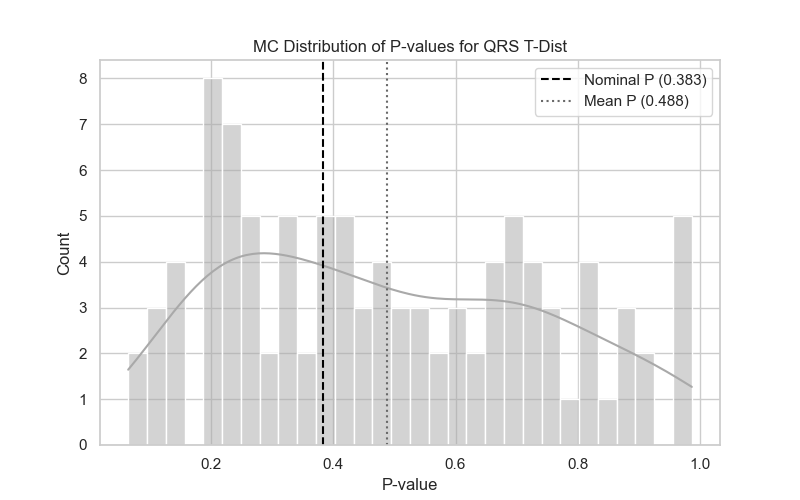 MC Distribution of P-values for QRS T-Dist
Nominal P (0.383)
Mean P (0.488)
8
7
6
5
4
3
2
1
0
Count
0.2 0.4 0.6 0.8 1.0
P-value